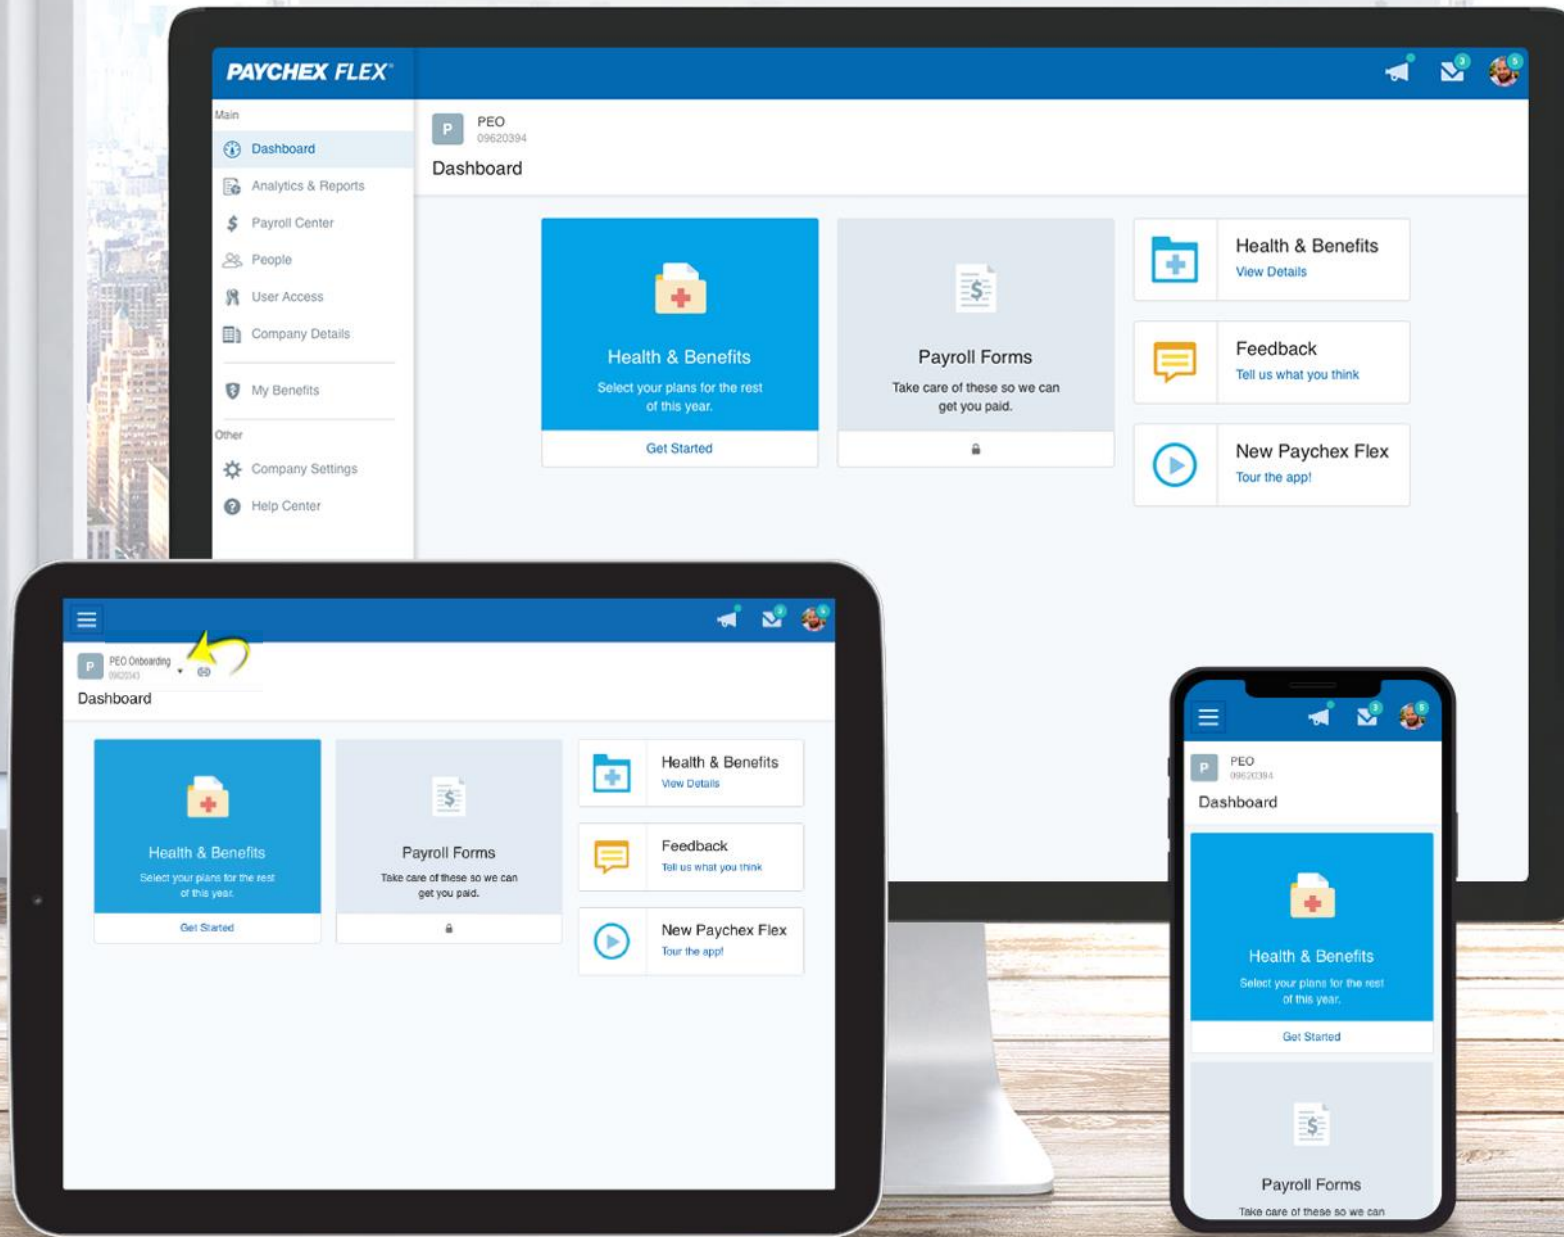 PAYCHEX FLEX®
3
5
Main
Dashboard
Analytics & Reports
Payroll Center
People
User Access
Company Details
My Benefits
Other
Company Settings
Help Center
P
PEO
09620394
Dashboard
Health & Benefits
Select your plans for the rest
of this year.
Get Started
Payroll Forms
Take care of these so we can
get you paid.
Health & Benefits
View Details
Feedback
Tell us what you think
New Paychex Flex
Tour the app!
P
PEO Onboarding
Dashboard
Health & Benefits
Select your plans for the rest
of this year.
Get Started
Payroll Forms
Take care of these so we can
get you paid.
Health & Benefits
View Details
Feedback
Tell us what you think
New Paychex Flex
Tour the app!
3
5
P
PEO
09620394
Dashboard
Health & Benefits
Select your plans for the rest
of this year.
Get Started
Payroll Forms
Take care of these so we can